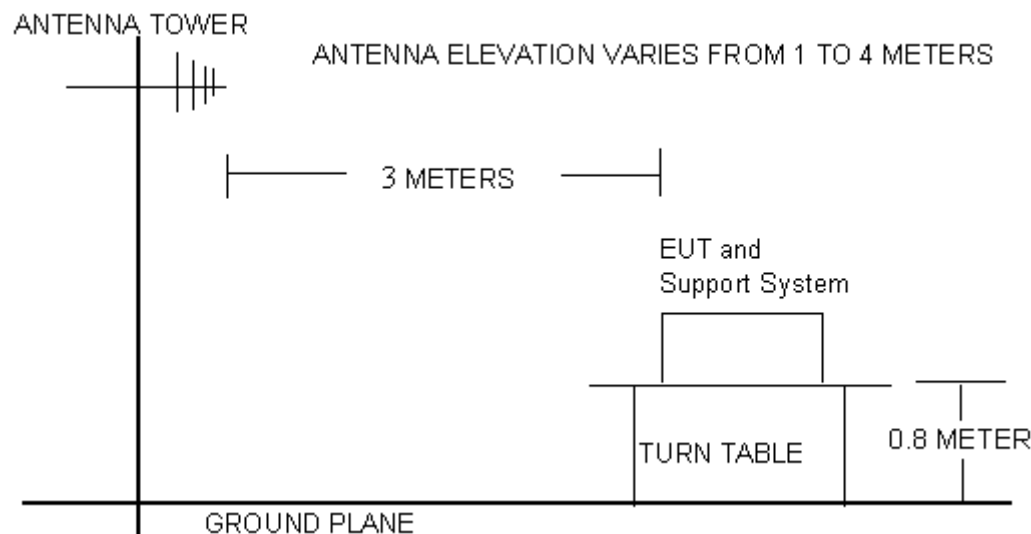 ANTENNA TOWER
ANTENNA ELEVATION VARIES FROM 1 TO 4 METERS
3 METERS
EUT and
Support System
TURN TABLE
0.8 METER
GROUND PLANE